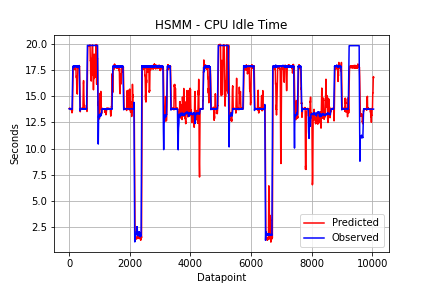 HSMM - CPU Idle Time
20.0
17.5
15.0
12.5
10.0
7.5
5.0
2.5
Seconds
0 2000 4000 6000 8000 10000
Datapoint
Predicted
Observed